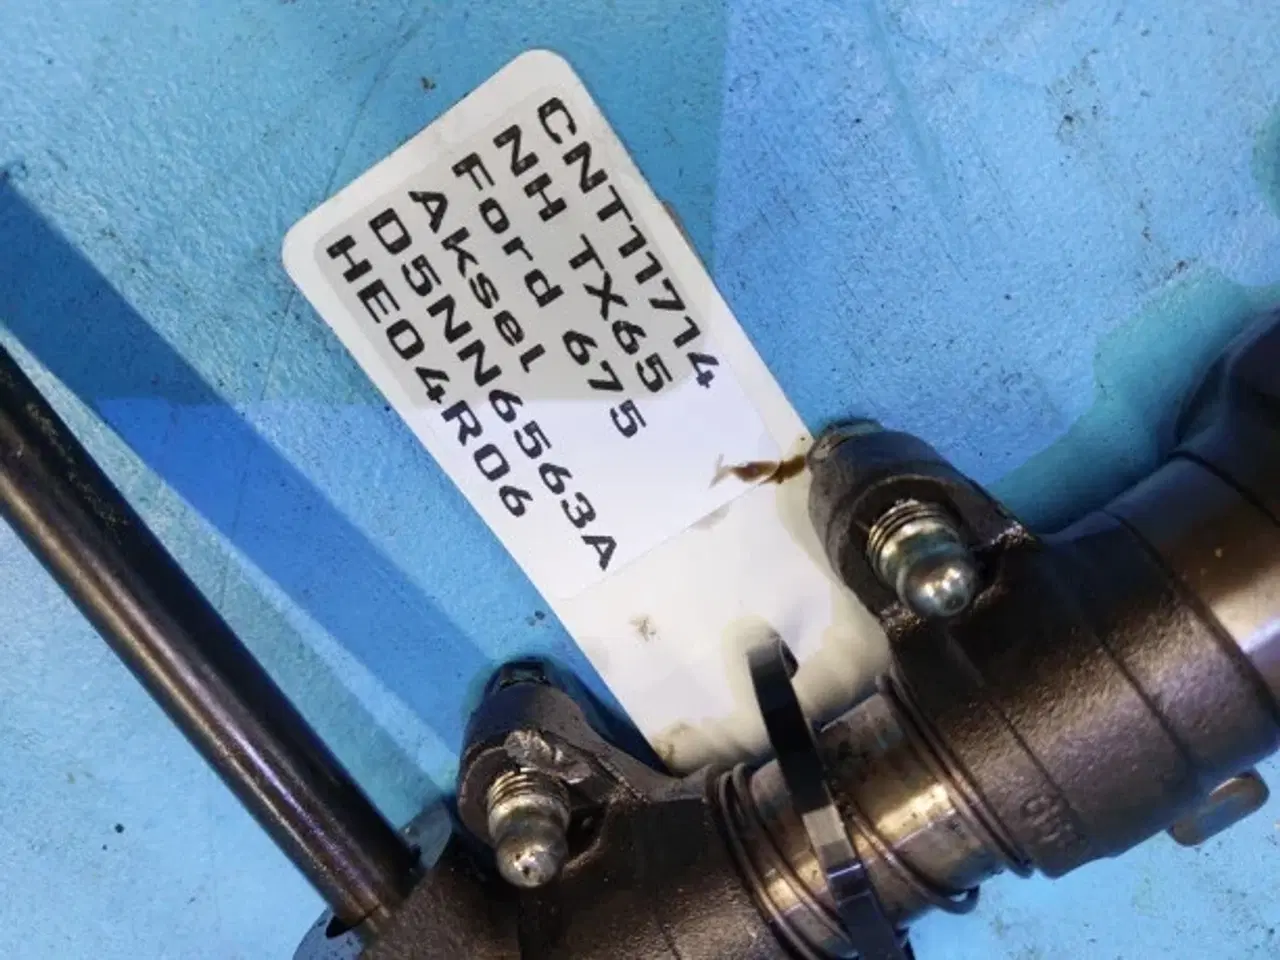 CNT11714
NH TX65
Ford 675
Aksel
D5NN6563A
HE04R06